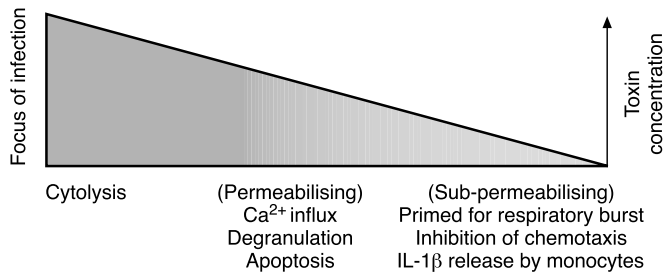 Focus of infection
Toxin
concentration
Cytolysis
(Permeabilising)
Ca²⁺ influx
Degranulation
Apoptosis
(Sub-permeabilising)
Primed for respiratory burst
Inhibition of chemotaxis
IL-1β release by monocytes